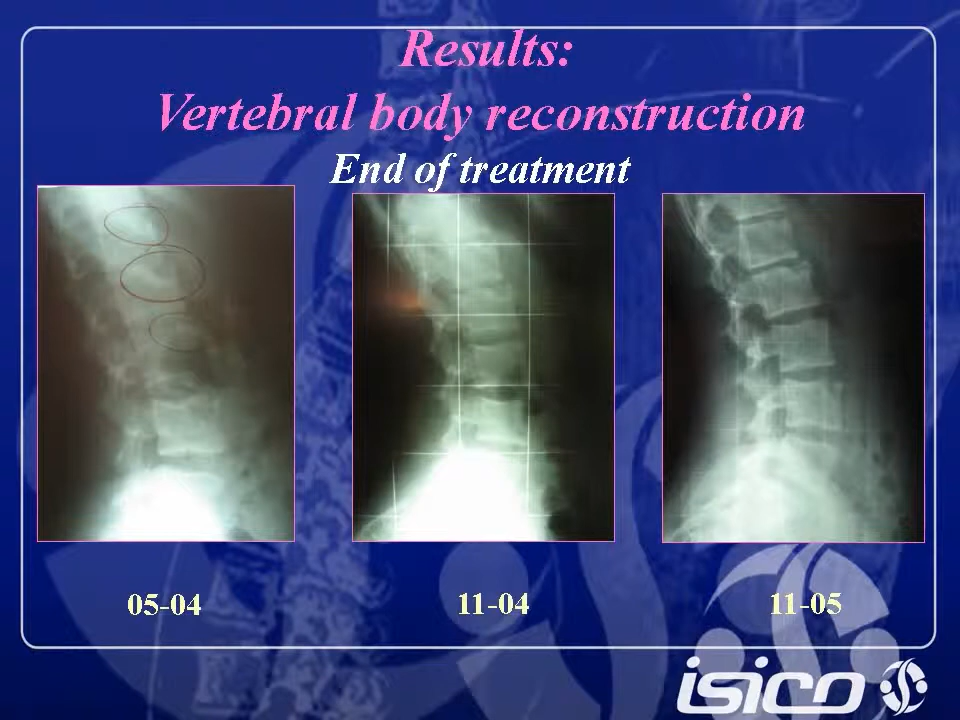 Results:
Vertebral body reconstruction
End of treatment
05-04
11-04
11-05
isico